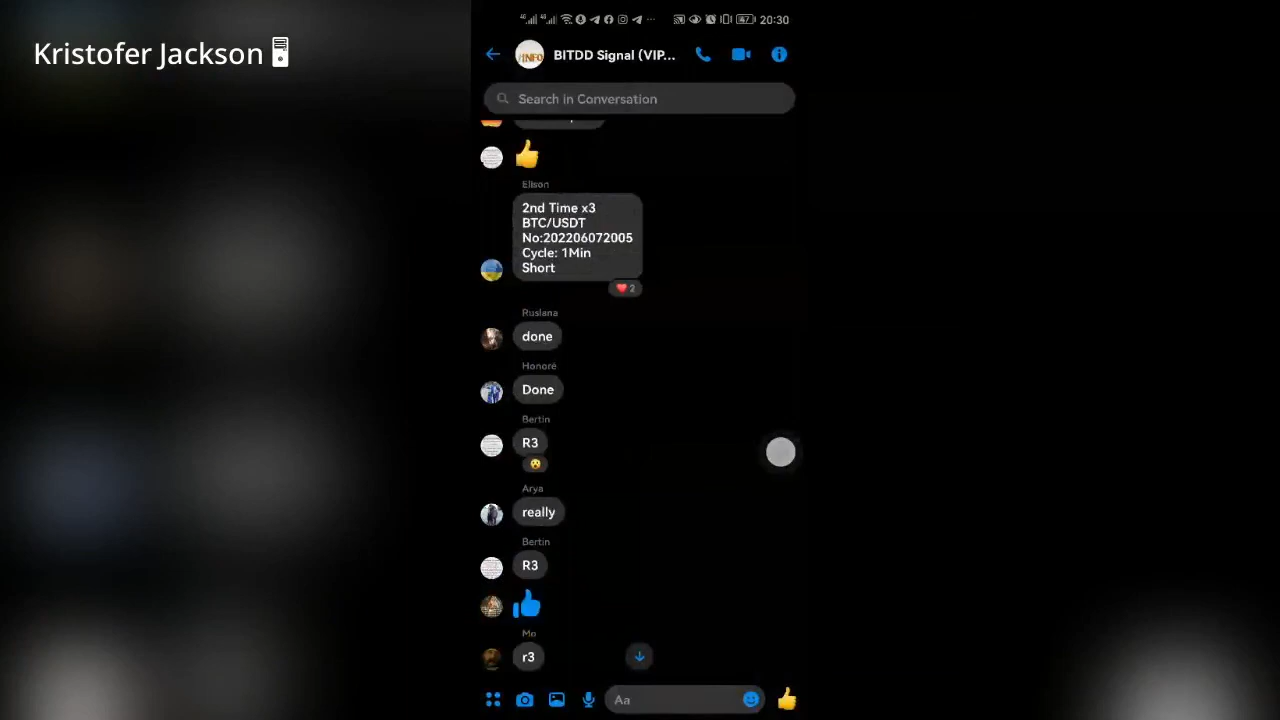 Kristofer Jackson
20:30
BITDD Signal (VIP...
Search in Conversation
Elison
2nd Time x3
BTC/USDT
No:202206072005
Cycle: 1Min
Short
2
Ruslana
done
Honoré
Done
Bertin
R3
Arya
really
Bertin
R3
Mo
r3
Aa